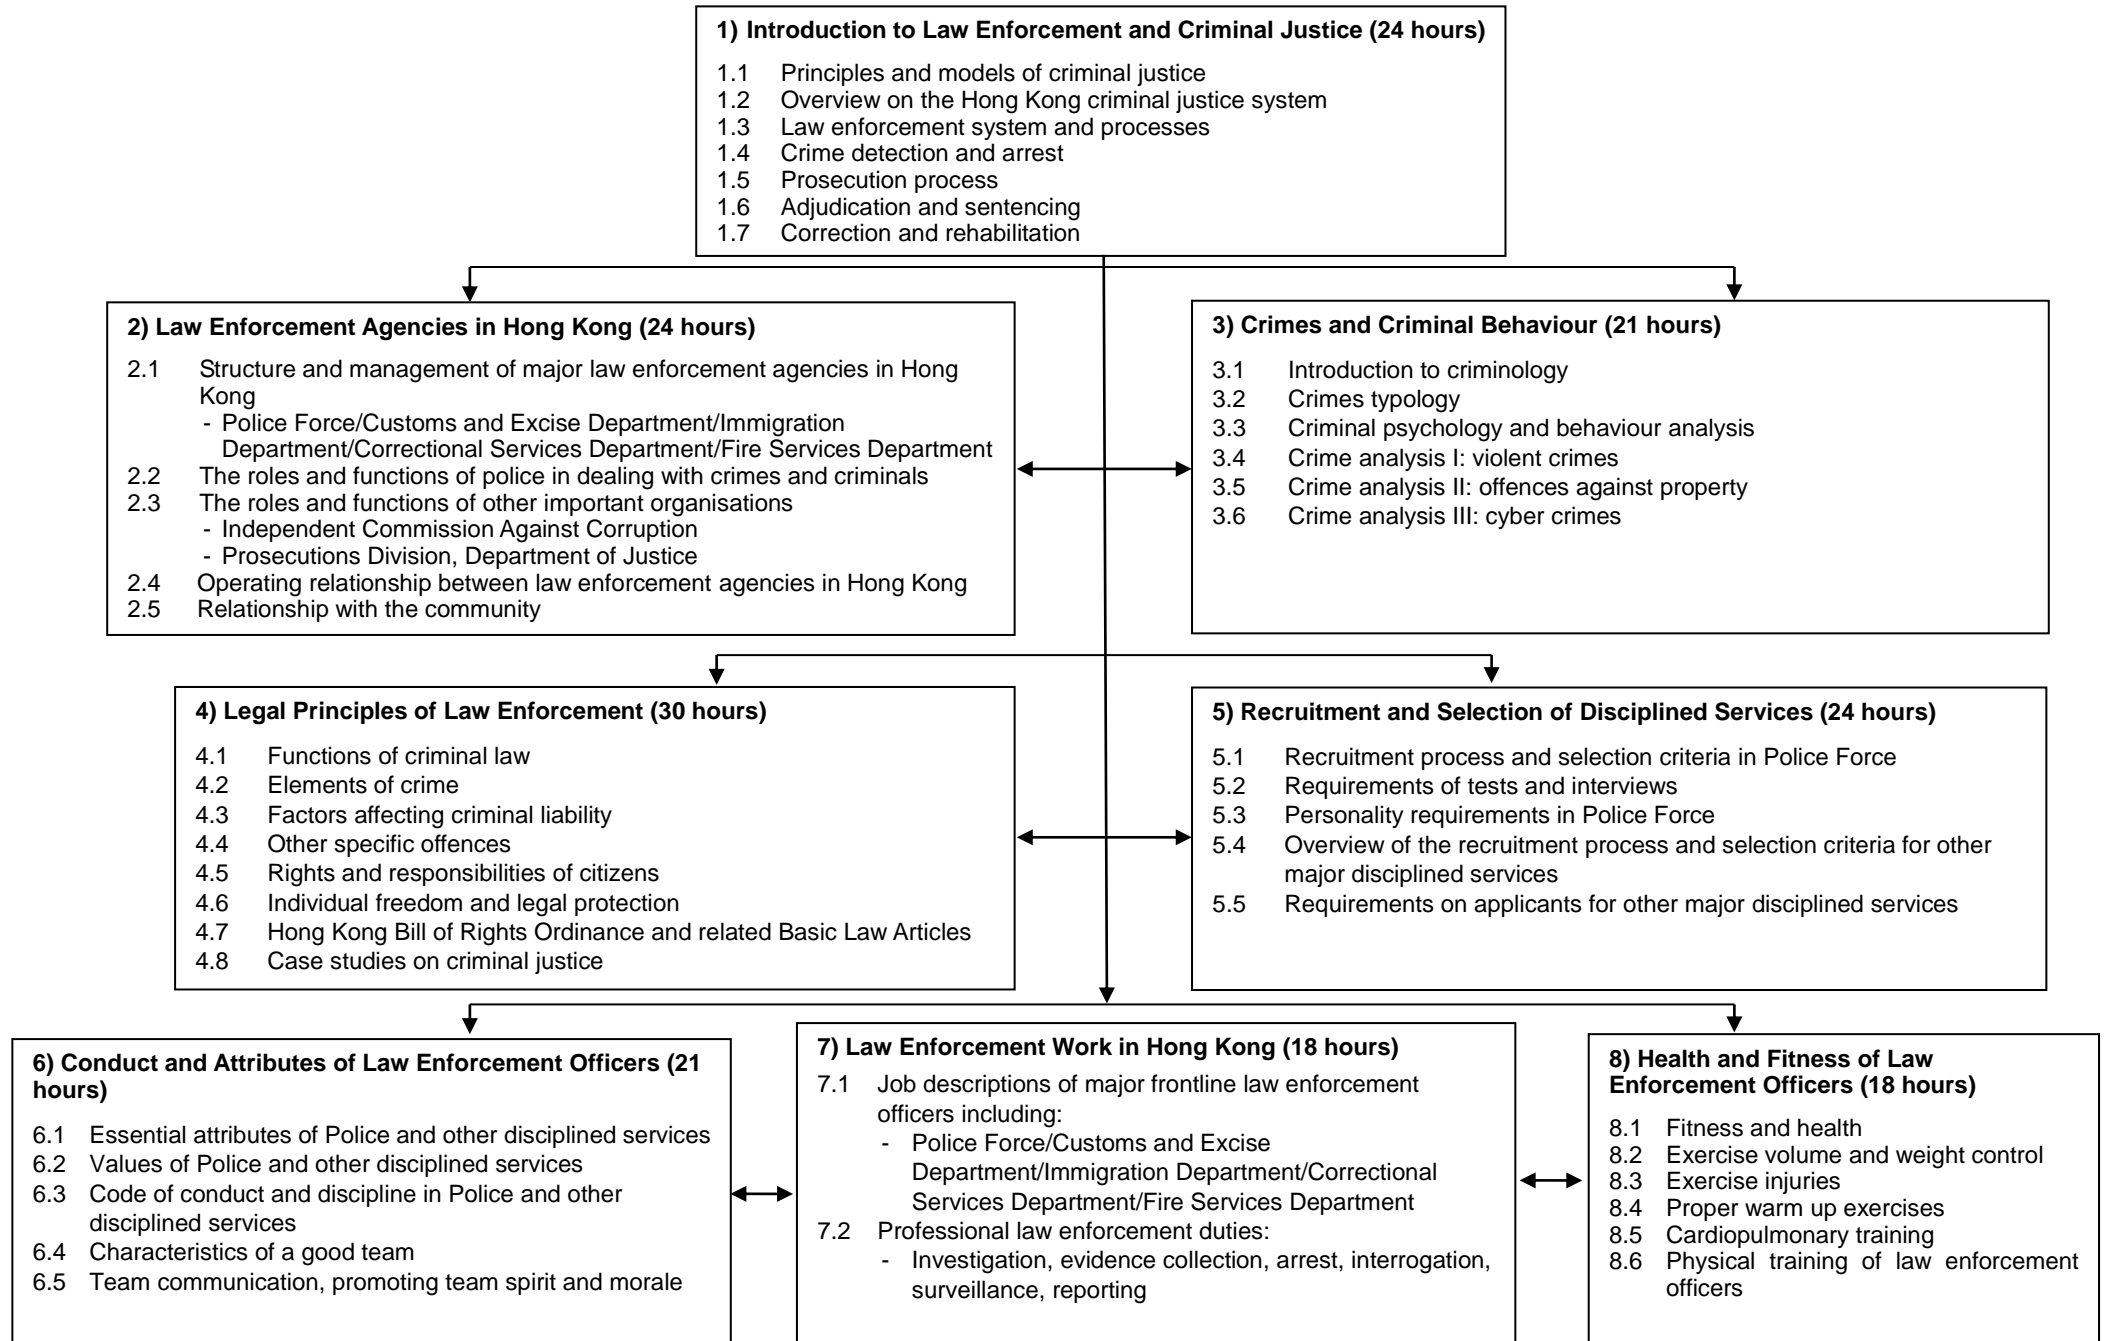 1) Introduction to Law Enforcement and Criminal Justice (24 hours)
1.1 Principles and models of criminal justice
1.2 Overview on the Hong Kong criminal justice system
1.3 Law enforcement system and processes
1.4 Crime detection and arrest
1.5 Prosecution process
1.6 Adjudication and sentencing
1.7 Correction and rehabilitation
2) Law Enforcement Agencies in Hong Kong (24 hours)
2.1 Structure and management of major law enforcement agencies in Hong
Kong
- Police Force/Customs and Excise Department/Immigration
Department/Correctional Services Department/Fire Services Department
2.2 The roles and functions of police in dealing with crimes and criminals
2.3 The roles and functions of other important organisations
- Independent Commission Against Corruption
- Prosecutions Division, Department of Justice
2.4 Operating relationship between law enforcement agencies in Hong Kong
2.5 Relationship with the community
3) Crimes and Criminal Behaviour (21 hours)
3.1 Introduction to criminology
3.2 Crimes typology
3.3 Criminal psychology and behaviour analysis
3.4 Crime analysis I: violent crimes
3.5 Crime analysis II: offences against property
3.6 Crime analysis III: cyber crimes
4) Legal Principles of Law Enforcement (30 hours)
4.1 Functions of criminal law
4.2 Elements of crime
4.3 Factors affecting criminal liability
4.4 Other specific offences
4.5 Rights and responsibilities of citizens
4.6 Individual freedom and legal protection
4.7 Hong Kong Bill of Rights Ordinance and related Basic Law Articles
4.8 Case studies on criminal justice
5) Recruitment and Selection of Disciplined Services (24 hours)
5.1 Recruitment process and selection criteria in Police Force
5.2 Requirements of tests and interviews
5.3 Personality requirements in Police Force
5.4 Overview of the recruitment process and selection criteria for other
major disciplined services
5.5 Requirements on applicants for other major disciplined services
6) Conduct and Attributes of Law Enforcement Officers (21
hours)
6.1 Essential attributes of Police and other disciplined services
6.2 Values of Police and other disciplined services
6.3 Code of conduct and discipline in Police and other
disciplined services
6.4 Characteristics of a good team
6.5 Team communication, promoting team spirit and morale
7) Law Enforcement Work in Hong Kong (18 hours)
7.1 Job descriptions of major frontline law enforcement
officers including:
- Police Force/Customs and Excise
Department/Immigration Department/Correctional
Services Department/Fire Services Department
7.2 Professional law enforcement duties:
- Investigation, evidence collection, arrest, interrogation,
surveillance, reporting
8) Health and Fitness of Law
Enforcement Officers (18 hours)
8.1 Fitness and health
8.2 Exercise volume and weight control
8.3 Exercise injuries
8.4 Proper warm up exercises
8.5 Cardiopulmonary training
8.6 Physical training of law enforcement
officers